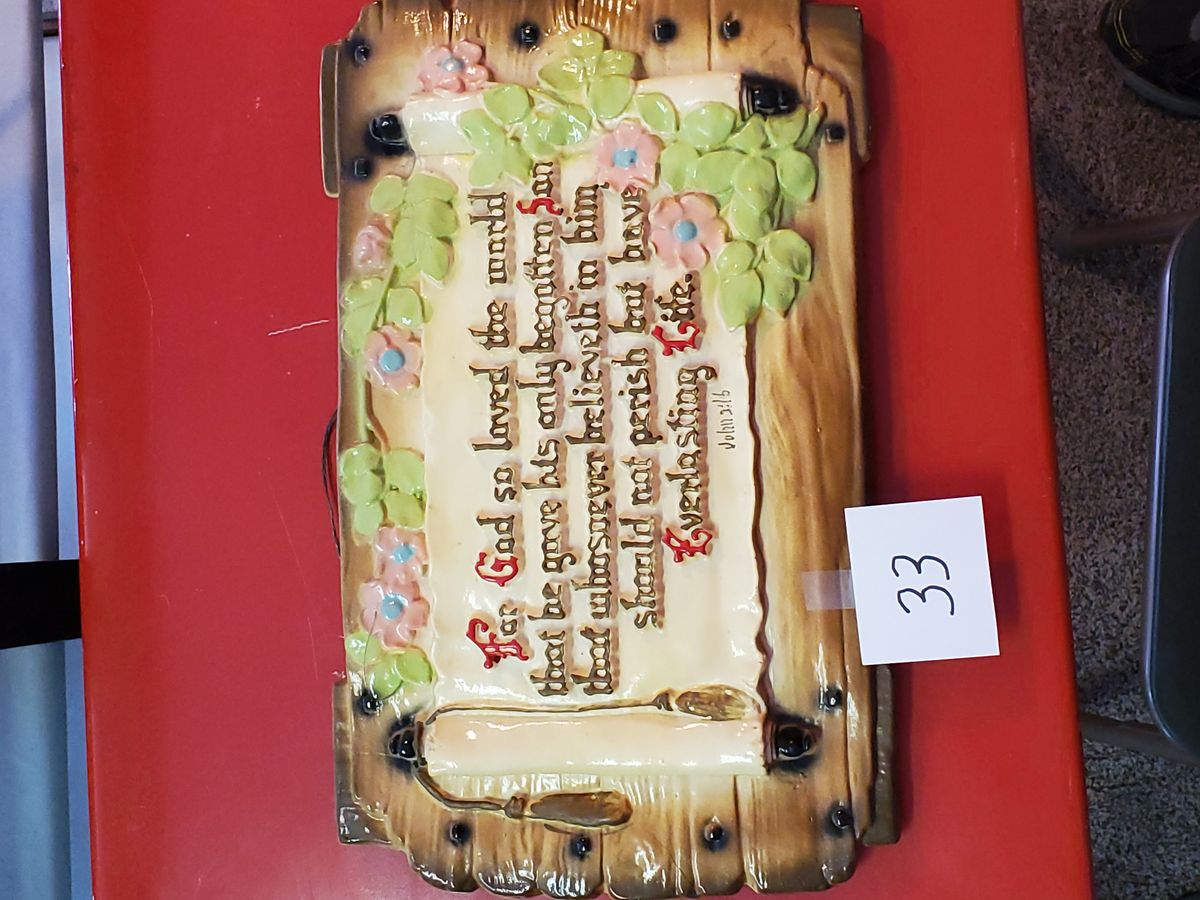 For God so loved the world
that he gave his only begotten Son
that whosoever believeth in him
should not perish but have
Everlasting Life.
John 3:16
33